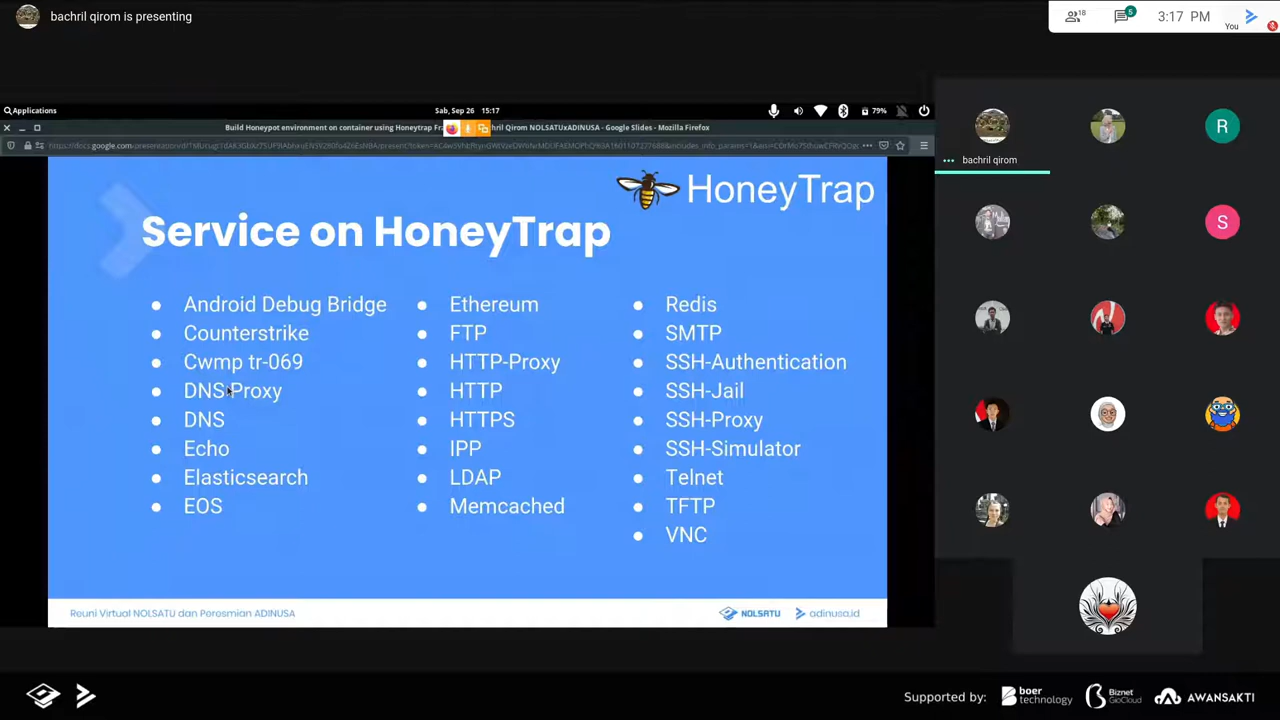 bachril qirom is presenting
18
5
3:17 PM
You
Applications
Sab, Sep 26 15:17
79%
Build Honeypot environment on container using Honeytrap Fra
hril Qirom NOLSATUxADINUSA - Google Slides - Mozilla Firefox
HoneyTrap
Service on HoneyTrap
Android Debug Bridge
Counterstrike
Cwmp tr-069
DNS-Proxy
DNS
Echo
Elasticsearch
EOS
Ethereum
FTP
HTTP-Proxy
HTTP
HTTPS
IPP
LDAP
Memcached
Redis
SMTP
SSH-Authentication
SSH-Jail
SSH-Proxy
SSH-Simulator
Telnet
TFTP
VNC
Reuni Virtual NOLSATU dan Peresmian ADINUSA
NOLSATU
adinusa.id
bachril qirom
R
S
Supported by:
boer technology
Biznet GioCloud
AWANSAKTI